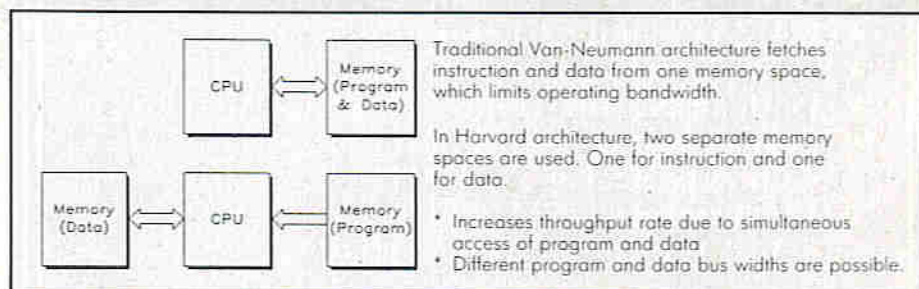 CPU
Memory
(Program
& Data)
Traditional Van-Neumann architecture fetches
instruction and data from one memory space,
which limits operating bandwidth.
In Harvard architecture, two separate memory
spaces are used. One for instruction and one
for data.
Memory
(Data)
CPU
Memory
(Program)
* Increases throughput rate due to simultaneous
access of program and data
* Different program and data bus widths are possible.